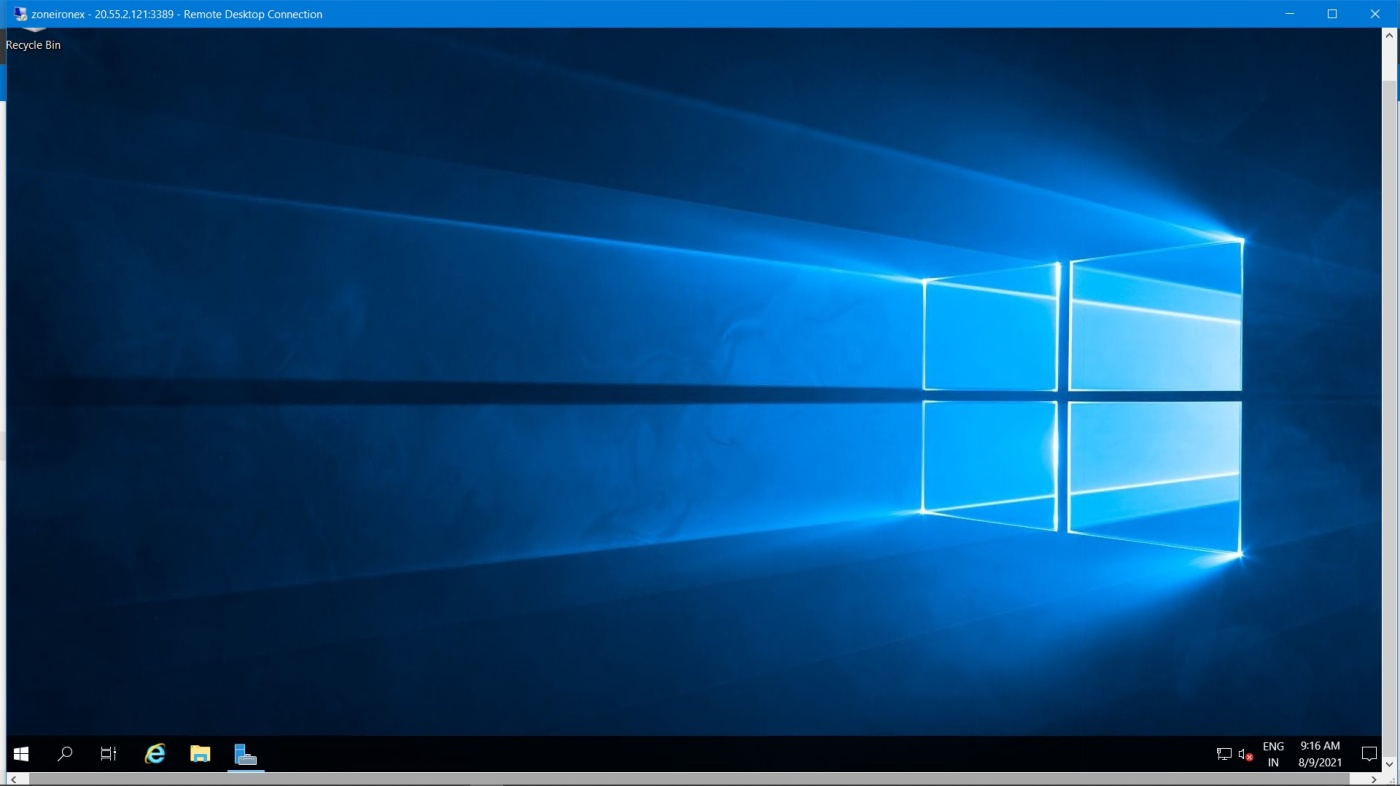 zoneironex - 20.55.2.121:3389 - Remote Desktop Connection
Recycle Bin
ENG 9:16 AM
IN 8/9/2021